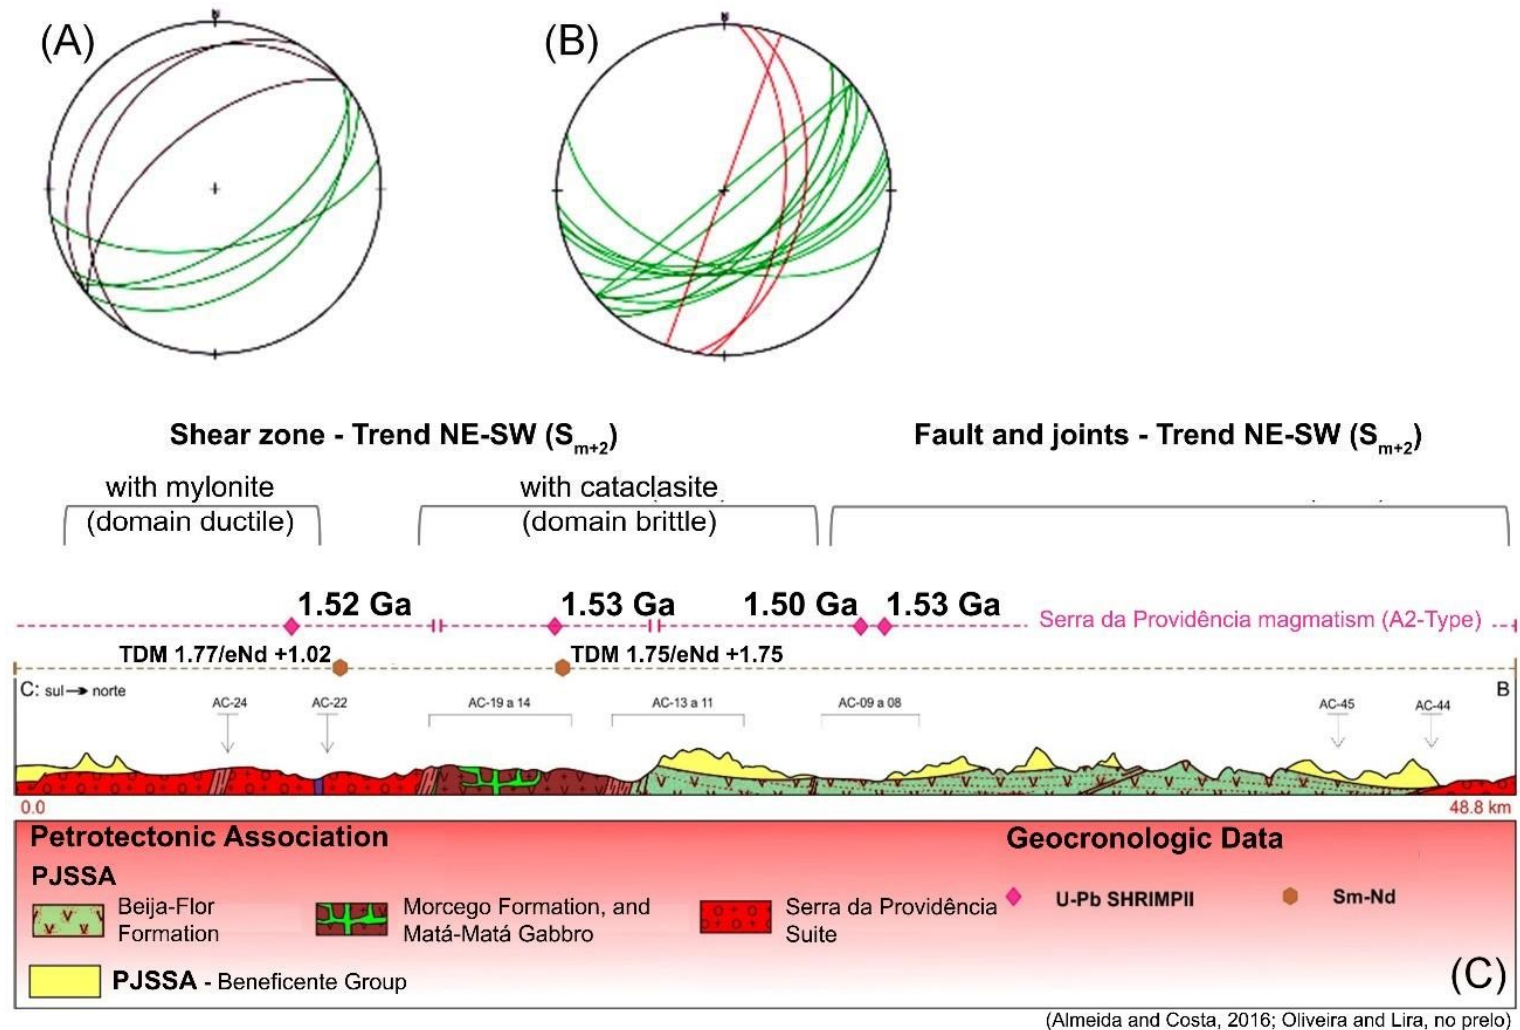 (A)
N
(B)
N
Shear zone - Trend NE-SW (Sm+2)
Fault and joints - Trend NE-SW (Sm+2)
with mylonite
(domain ductile)
with cataclasite
(domain brittle)
1.52 Ga
1.53 Ga
1.50 Ga
1.53 Ga
Serra da Providência magmatism (A2-Type)
TDM 1.77/eNd +1.02
TDM 1.75/eNd +1.75
C: sul→norte
B
AC-24
AC-22
AC-19 a 14
AC-13 a 11
AC-09 a 08
AC-45
AC-44
0.0
48.8 km
Petrotectonic Association
Geocronologic Data
PJSSA
Beija-Flor
Formation
Morcego Formation, and
Matá-Matá Gabbro
Serra da Providência
Suite
U-Pb SHRIMPII
Sm-Nd
PJSSA - Beneficente Group
(C)
(Almeida and Costa, 2016; Oliveira and Lira, no prelo)